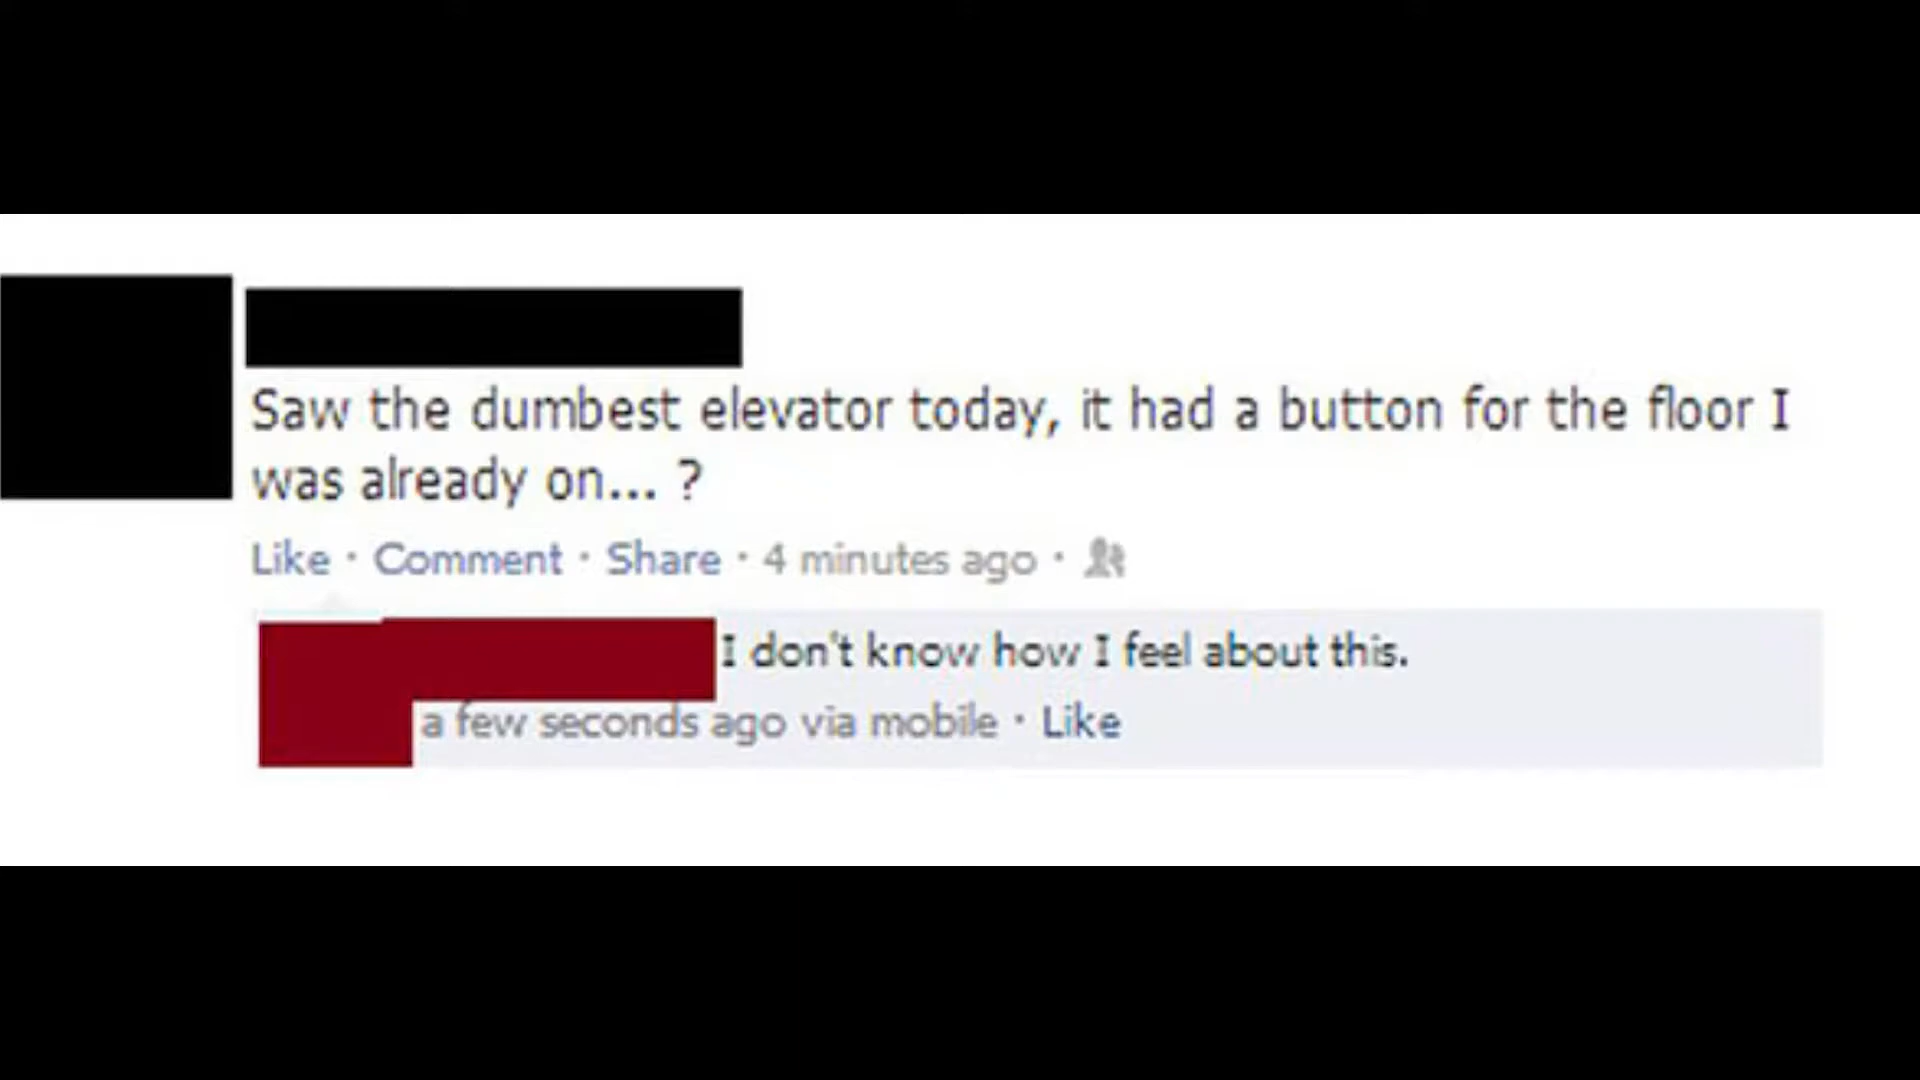 Saw the dumbest elevator today, it had a button for the floor I
was already on... ?
Like · Comment · Share · 4 minutes ago ·
I don't know how I feel about this.
a few seconds ago via mobile · Like